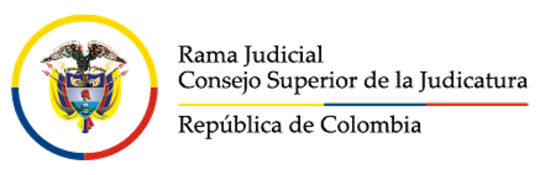 Rama Judicial
Consejo Superior de la Judicatura
República de Colombia